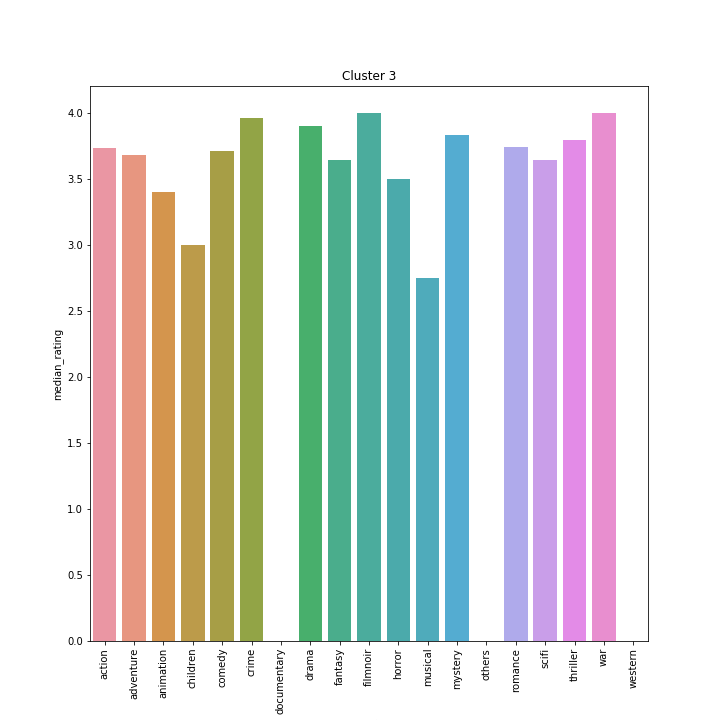 Cluster 3
median_rating
4.0
3.5
3.0
2.5
2.0
1.5
1.0
0.5
0.0
action
adventure
animation
children
comedy
crime
documentary
drama
fantasy
filmnoir
horror
musical
mystery
others
romance
scifi
thriller
war
western